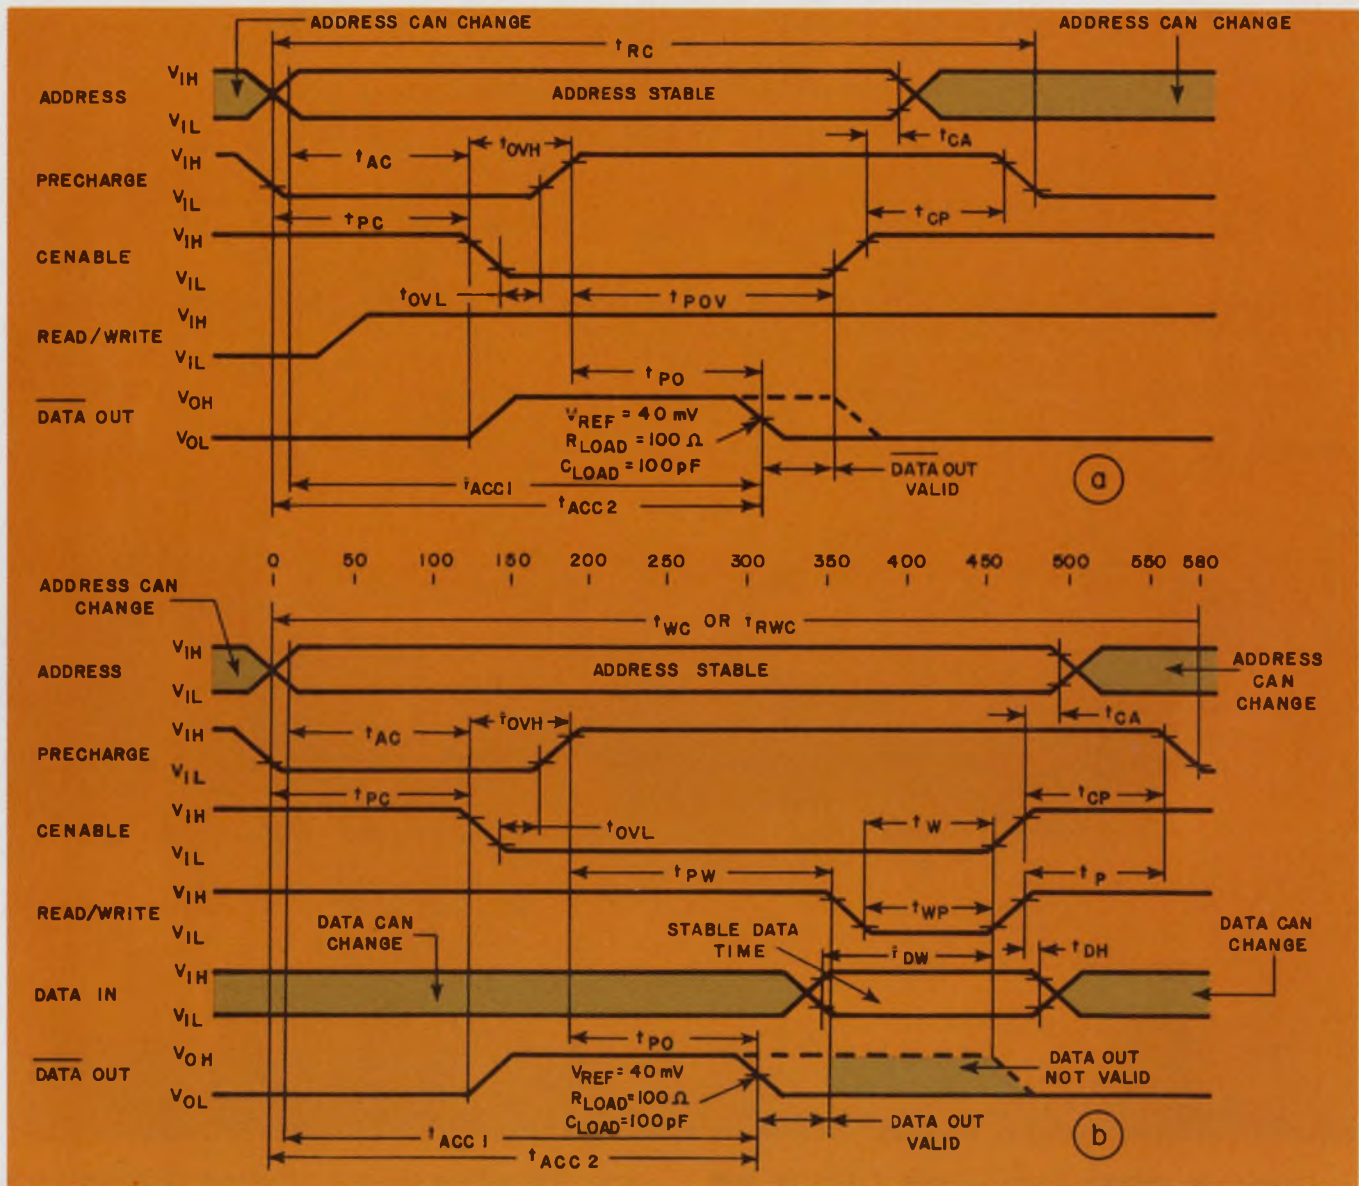 ADDRESS CAN CHANGE
ADDRESS CAN CHANGE
tRC
VIH
ADDRESS
ADDRESS STABLE
VIL
tCA
VIH
tAC
tOVH
PRECHARGE
VIL
tPC
tCP
VIH
CENABLE
VIL
tOVL
tPOV
VIH
READ/WRITE
VIL
tPO
VOH
DATA OUT
VREF = 40 mV
VOL
RLOAD = 100 Ω
CLOAD = 100 pF
DATA OUT
VALID
tACC1
tACC2
a
0 50 100 150 200 250 300 350 400 450 500 550 580
ADDRESS CAN
CHANGE
tWC OR tRWC
VIH
ADDRESS
ADDRESS STABLE
VIL
ADDRESS
CAN
CHANGE
tCA
VIH
tAC
tOVH
PRECHARGE
VIL
tPC
tCP
VIH
CENABLE
tOVL
tW
VIL
tPW
tP
VIH
READ/WRITE
tWP
VIL
DATA CAN
CHANGE
STABLE DATA
TIME
DATA CAN
CHANGE
tDW
tDH
VIH
DATA IN
VIL
tPO
VOH
DATA OUT
VREF = 40 mV
VOL
RLOAD = 100 Ω
CLOAD = 100 pF
DATA OUT
NOT VALID
DATA OUT
VALID
tACC1
tACC2
b